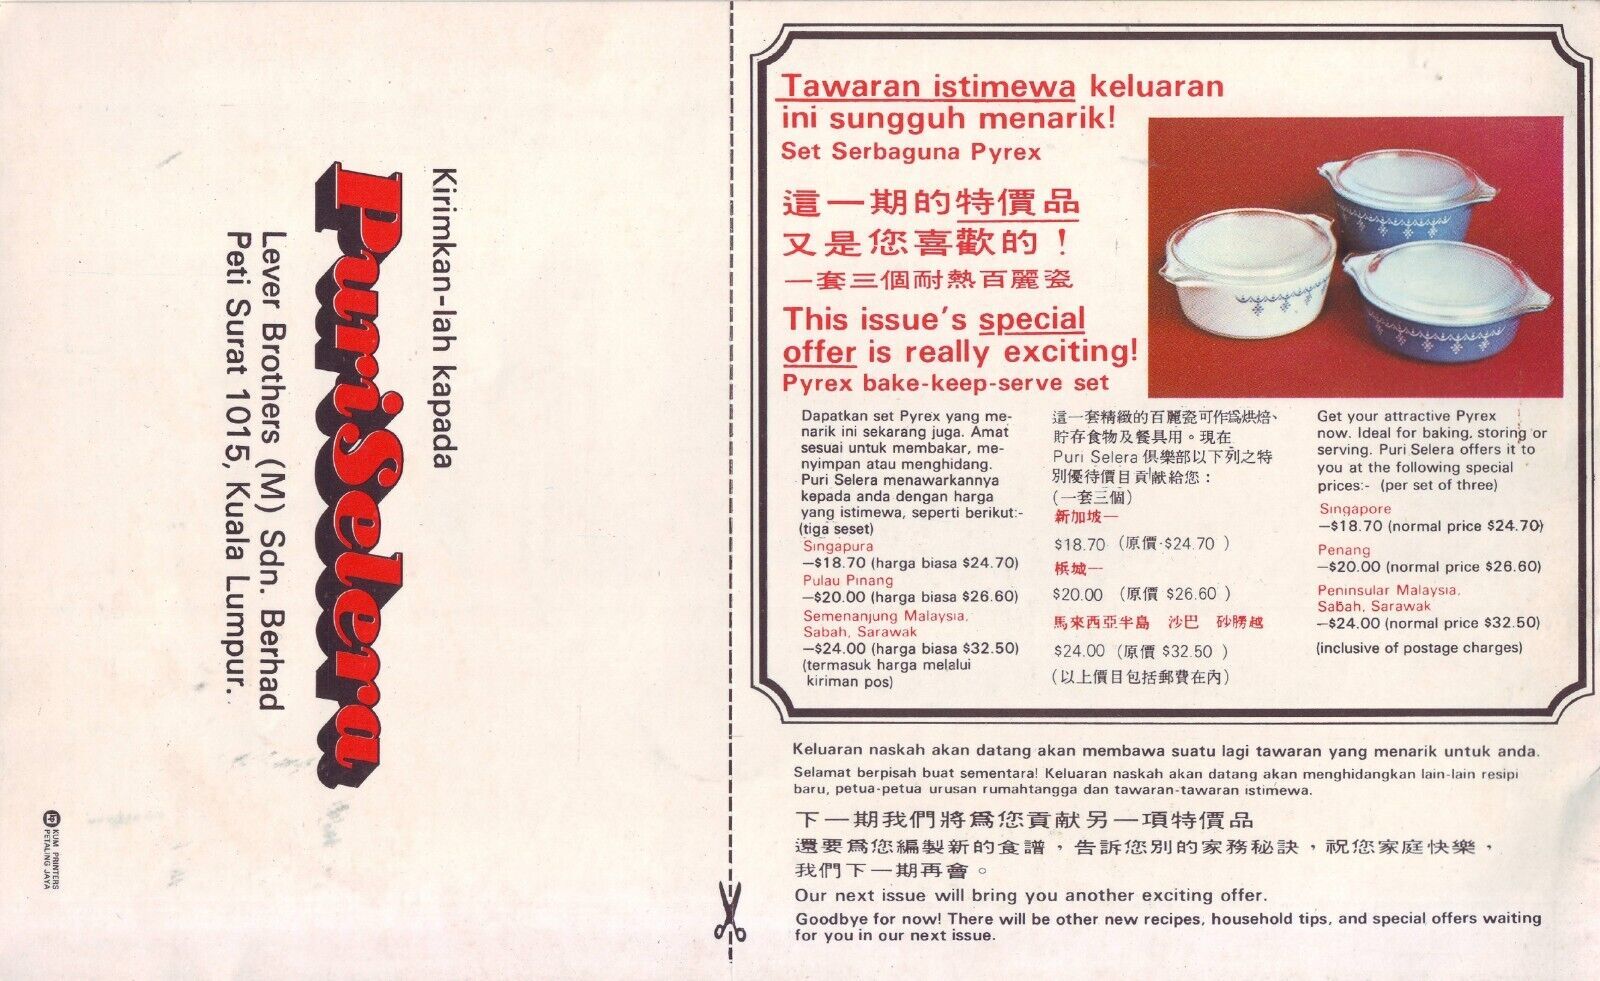 Kirimkan-lah kapada
PuriSelera
Lever Brothers (M) Sdn. Berhad
Peti Surat 1015, Kuala Lumpur.
KUM PRINTERS
PETALING JAYA
Tawaran istimewa keluaran
ini sungguh menarik!
Set Serbaguna Pyrex
這一期的特價品
又是您喜歡的！
一套三個耐熱百麗瓷
This issue's special
offer is really exciting!
Pyrex bake-keep-serve set
Dapatkan set Pyrex yang me-
narik ini sekarang juga. Amat
sesuai untuk membakar, me-
nyimpan atau menghidang.
Puri Selera menawarkannya
kepada anda dengan harga
yang istimewa, seperti berikut:-
(tiga seset)
Singapura
—$18.70 (harga biasa $24.70)
Pulau Pinang
—$20.00 (harga biasa $26.60)
Semenanjung Malaysia,
Sabah, Sarawak
—$24.00 (harga biasa $32.50)
(termasuk harga melalui
kiriman pos)
這一套精緻的百麗瓷可作爲烘焙、
貯存食物及餐具用。現在
Puri Selera 俱樂部以下列之特
別優待價目貢獻給您：
(一套三個)
新加坡—
$18.70 (原價·$24.70 )
檳城—
$20.00 (原價 $26.60 )
馬來西亞半島 沙巴 砂朥越
$24.00 (原價 $32.50 )
(以上價目包括郵費在內)
Get your attractive Pyrex
now. Ideal for baking, storing or
serving. Puri Selera offers it to
you at the following special
prices:- (per set of three)
Singapore
—$18.70 (normal price $24.70)
Penang
—$20.00 (normal price $26.60)
Peninsular Malaysia,
Sabah, Sarawak
—$24.00 (normal price $32.50)
(inclusive of postage charges)
Keluaran naskah akan datang akan membawa suatu lagi tawaran yang menarik untuk anda.
Selamat berpisah buat sementara! Keluaran naskah akan datang akan menghidangkan lain-lain resipi
baru, petua-petua urusan rumahtangga dan tawaran-tawaran istimewa.
下一期我們將爲您貢献另一項特價品
還要爲您編製新的食譜，告訴您別的家務秘訣，祝您家庭快樂，
我們下一期再會。
Our next issue will bring you another exciting offer.
Goodbye for now! There will be other new recipes, household tips, and special offers waiting
for you in our next issue.